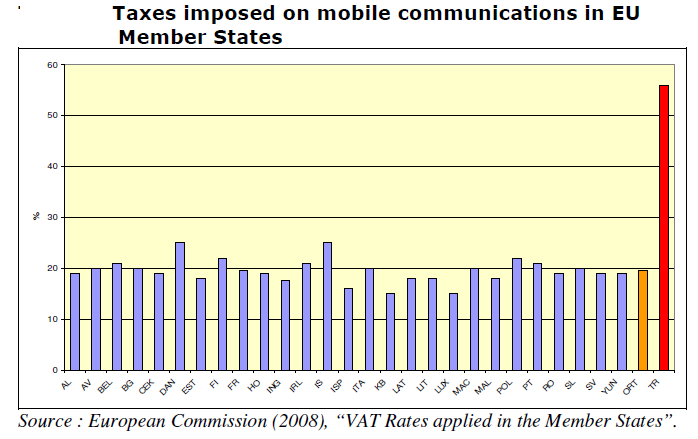 Taxes imposed on mobile communications in EU
Member States
60
50
40
30
20
10
0
%
AL
AV
BEL
BG
CEK
DAN
EST
FI
FR
HO
ING
IRL
IS
ISP
ITA
KB
LAT
LIT
LUX
MAC
MAL
POL
PT
RO
SL
SV
YUN
ORT
TR
Source : European Commission (2008), “VAT Rates applied in the Member States”.